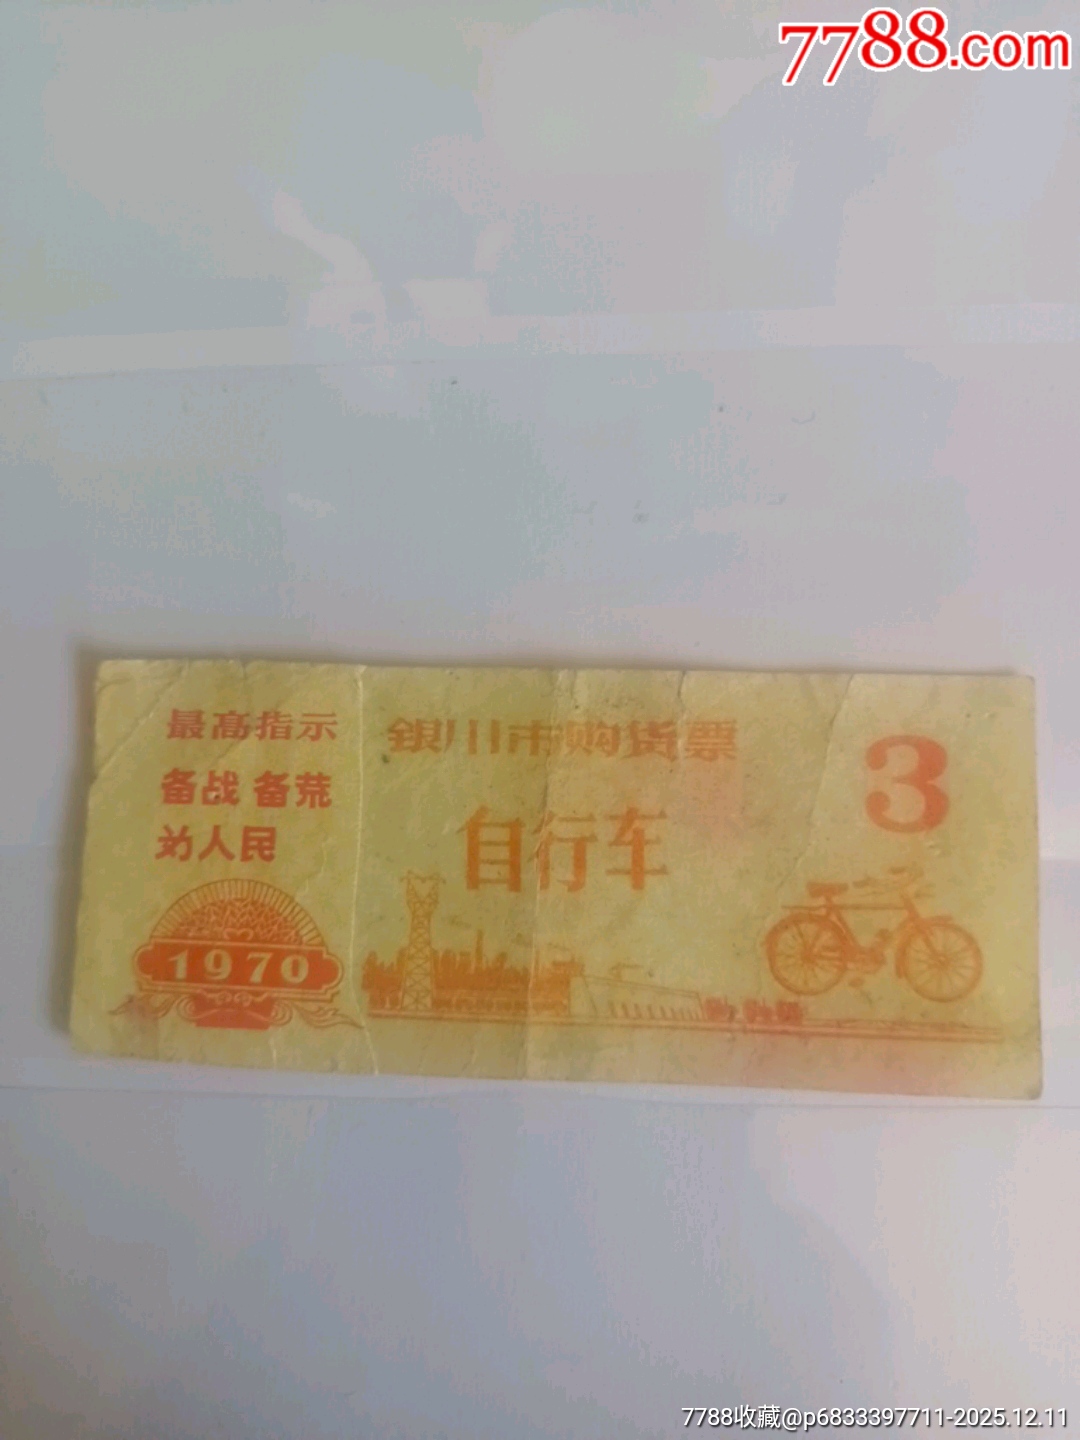 7788.com
最高指示
备战 备荒
为人民
银川市购货票
自行车
3
1970
7788收藏@p6833397711-2025.12.11